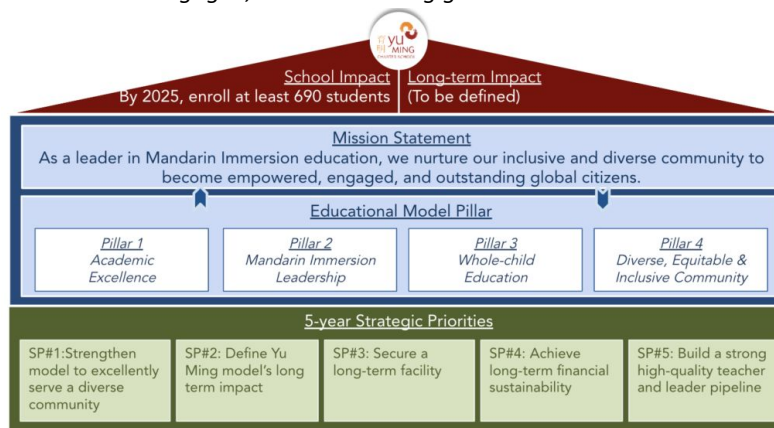 yu
MING
School Impact
By 2025, enroll at least 690 students
Long-term Impact
(To be defined)
Mission Statement
As a leader in Mandarin Immersion education, we nurture our inclusive and diverse community to
become empowered, engaged, and outstanding global citizens.
Educational Model Pillar
Pillar 1
Academic
Excellence
Pillar 2
Mandarin Immersion
Leadership
Pillar 3
Whole-child
Education
Pillar 4
Diverse, Equitable &
Inclusive Community
5-year Strategic Priorities
SP#1:Strengthen
model to excellently
serve a diverse
community
SP#2: Define Yu
Ming model's long
term impact
SP#3: Secure a
long-term facility
SP#4: Achieve
long-term financial
sustainability
SP#5: Build a strong
high-quality teacher
and leader pipeline